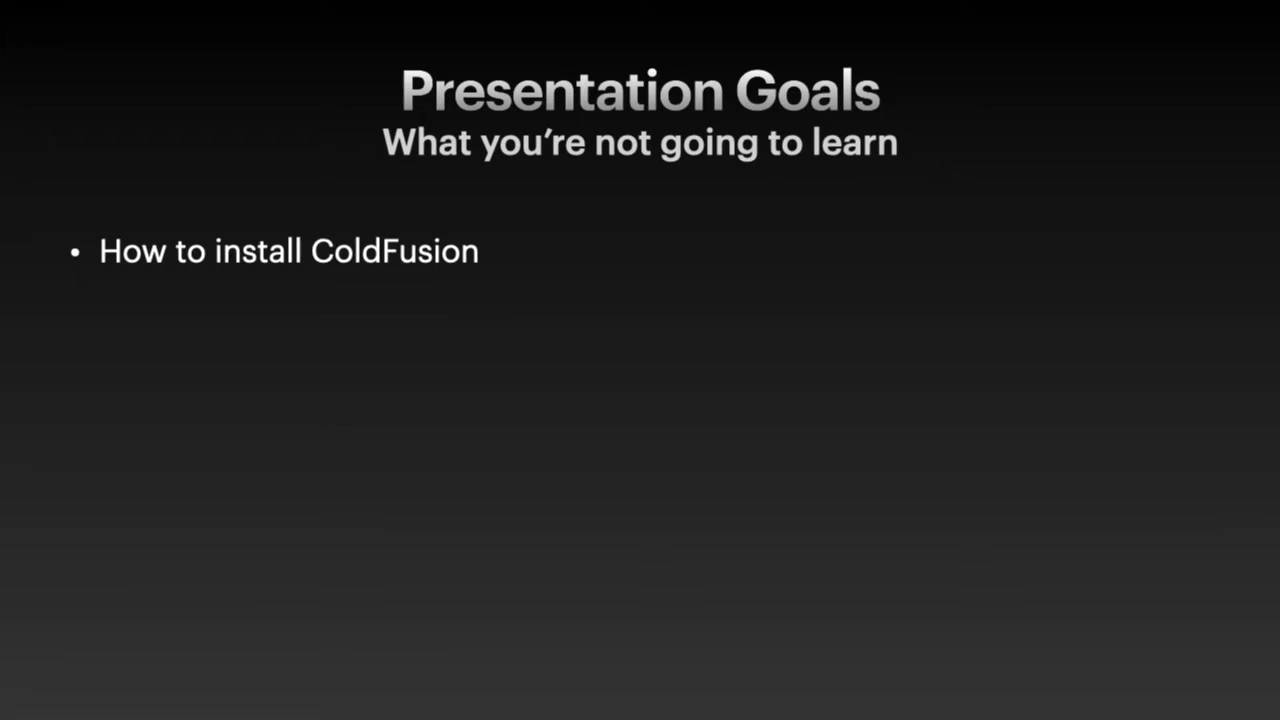 Presentation Goals
What you’re not going to learn
• How to install ColdFusion